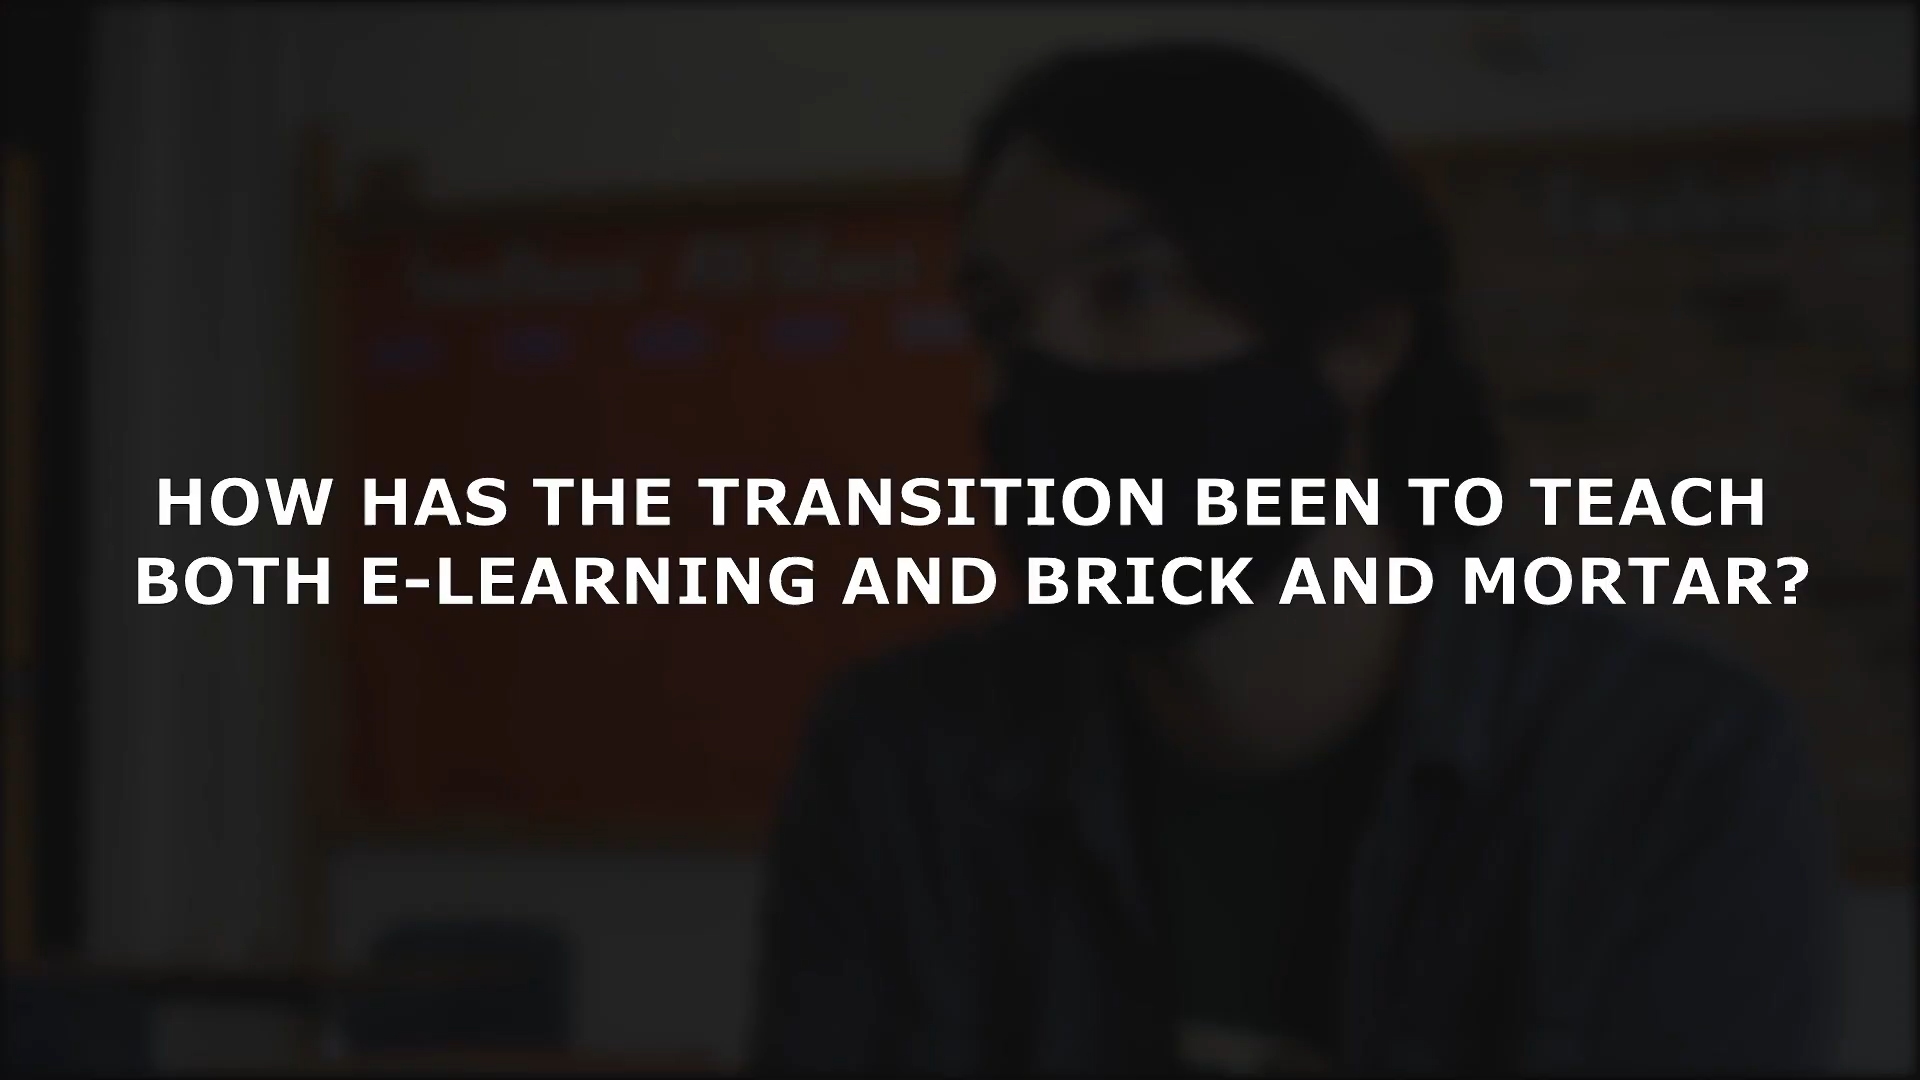 HOW HAS THE TRANSITION BEEN TO TEACH
BOTH E-LEARNING AND BRICK AND MORTAR?